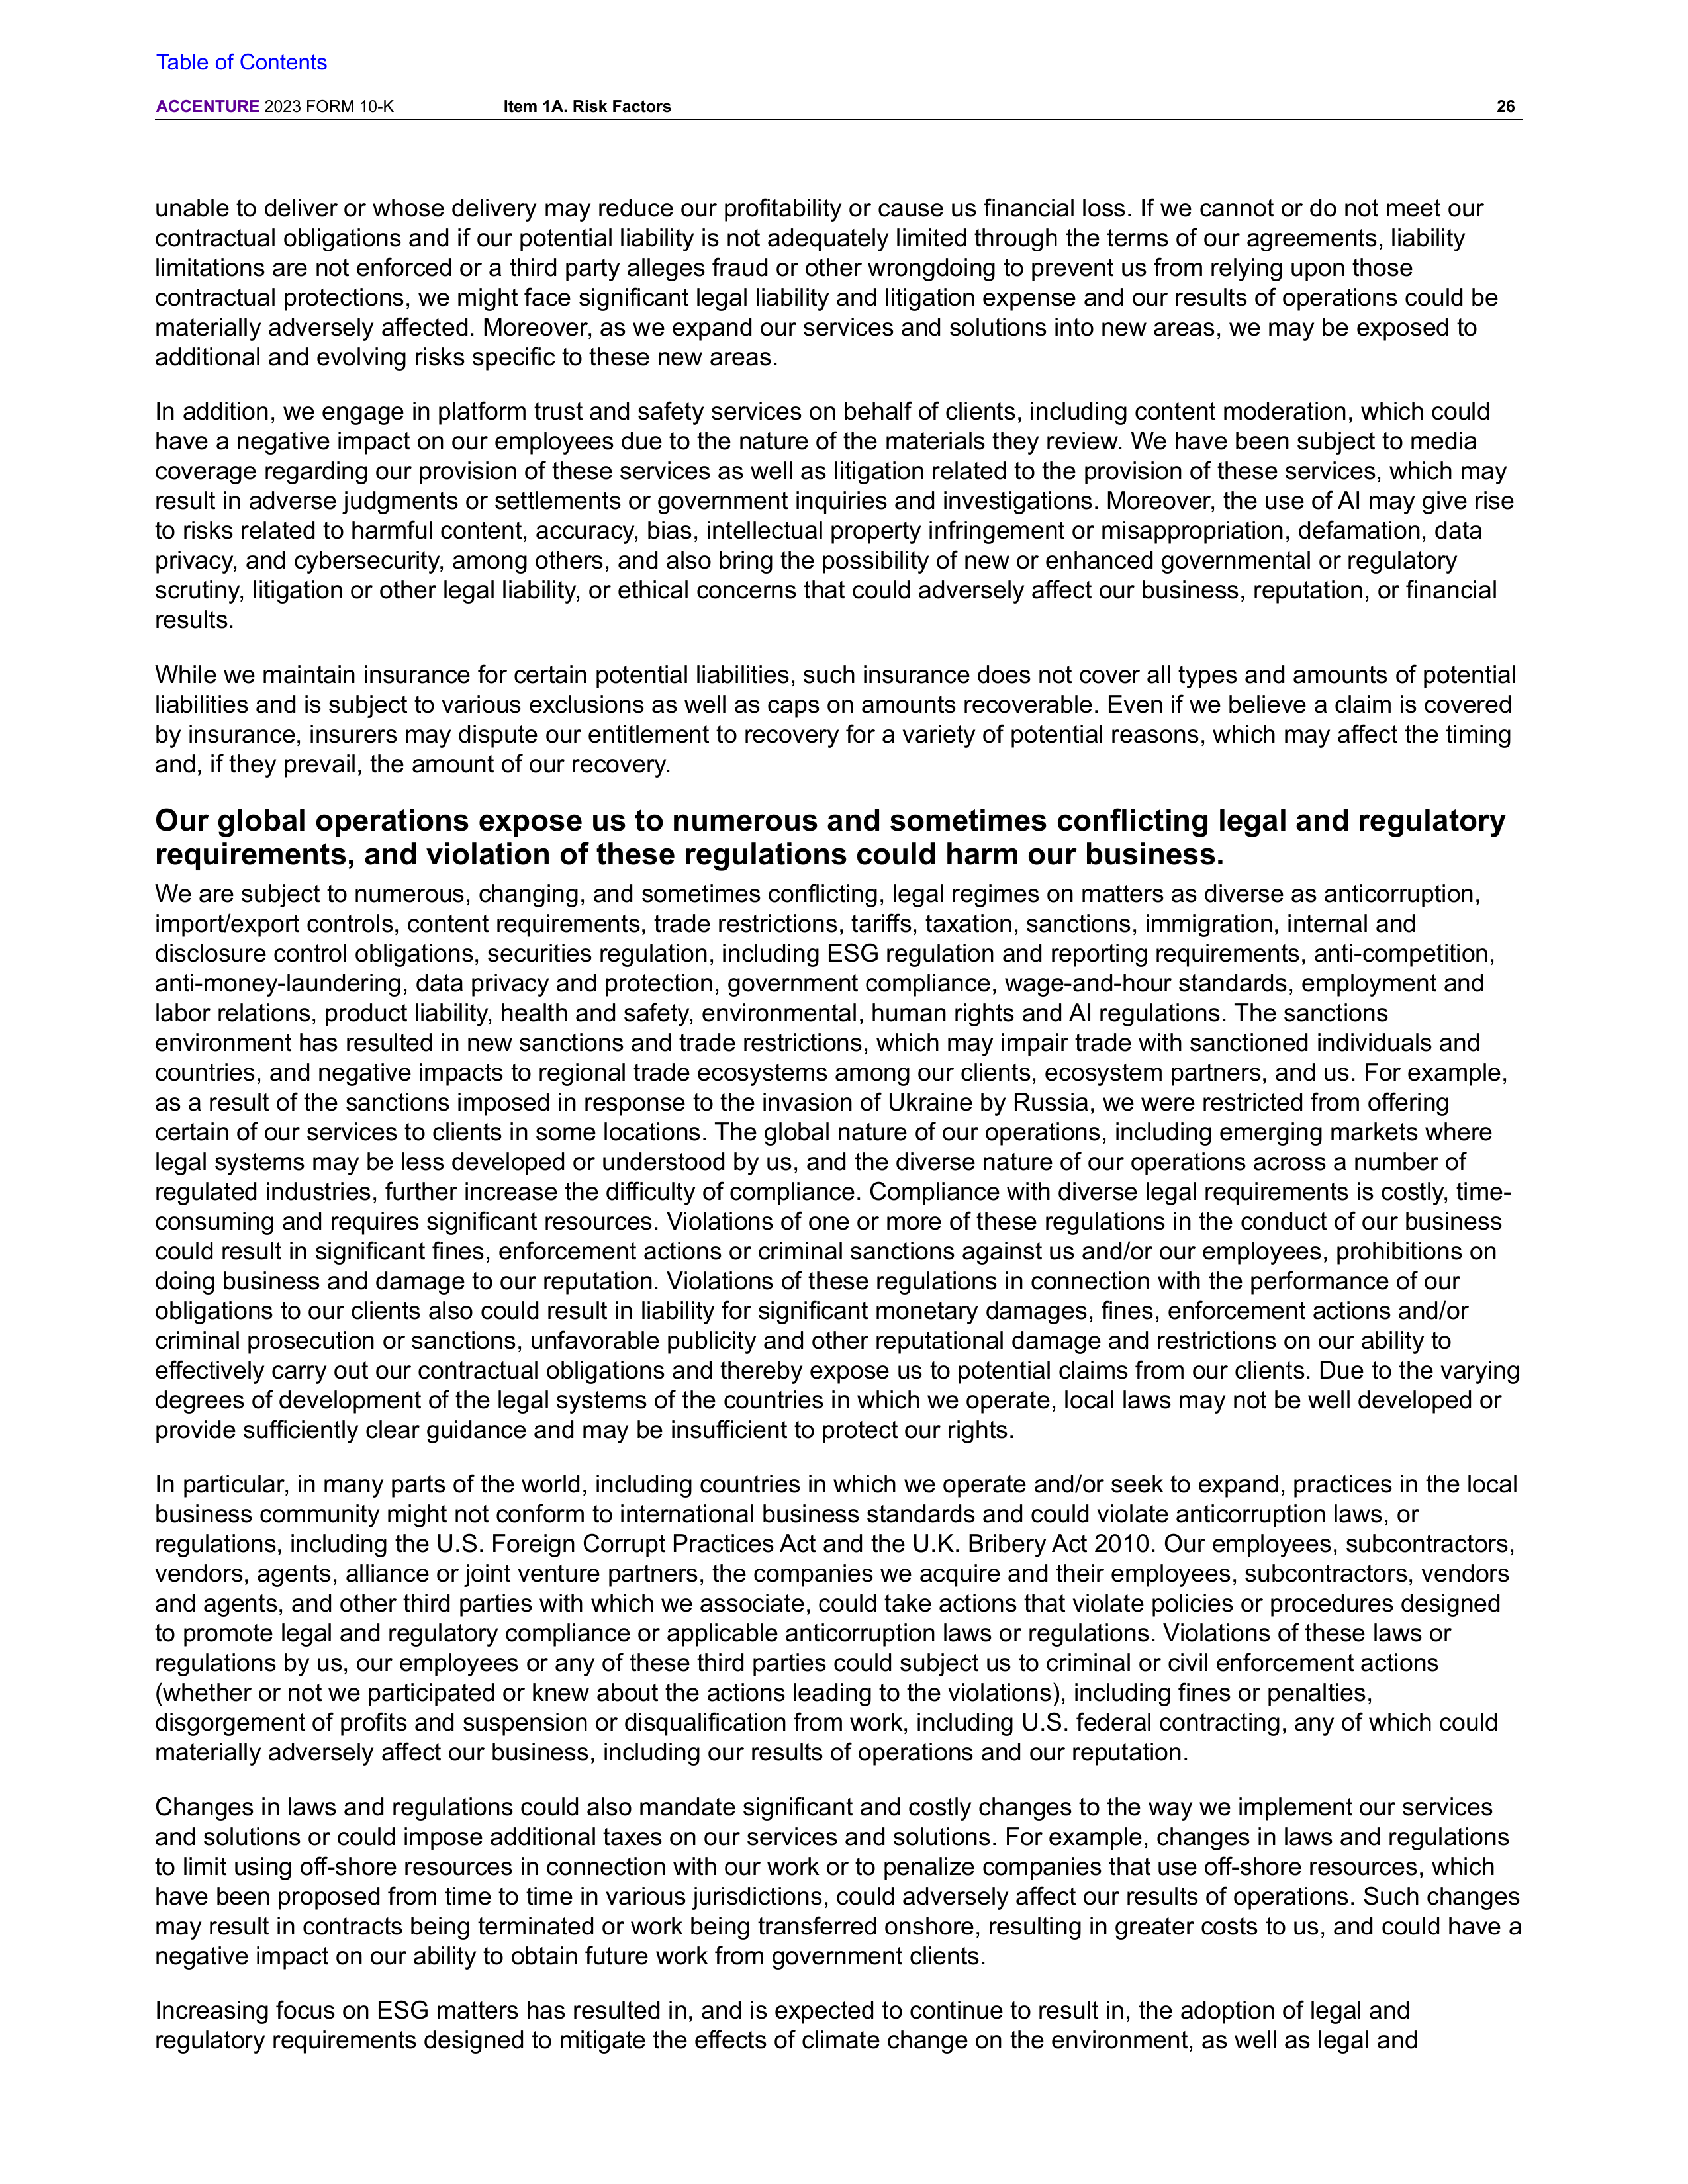 Table of Contents
ACCENTURE 2023 FORM 10-K Item 1A. Risk Factors 26
unable to deliver or whose delivery may reduce our profitability or cause us financial loss. If we cannot or do not meet our
contractual obligations and if our potential liability is not adequately limited through the terms of our agreements, liability
limitations are not enforced or a third party alleges fraud or other wrongdoing to prevent us from relying upon those
contractual protections, we might face significant legal liability and litigation expense and our results of operations could be
materially adversely affected. Moreover, as we expand our services and solutions into new areas, we may be exposed to
additional and evolving risks specific to these new areas.
In addition, we engage in platform trust and safety services on behalf of clients, including content moderation, which could
have a negative impact on our employees due to the nature of the materials they review. We have been subject to media
coverage regarding our provision of these services as well as litigation related to the provision of these services, which may
result in adverse judgments or settlements or government inquiries and investigations. Moreover, the use of AI may give rise
to risks related to harmful content, accuracy, bias, intellectual property infringement or misappropriation, defamation, data
privacy, and cybersecurity, among others, and also bring the possibility of new or enhanced governmental or regulatory
scrutiny, litigation or other legal liability, or ethical concerns that could adversely affect our business, reputation, or financial
results.
While we maintain insurance for certain potential liabilities, such insurance does not cover all types and amounts of potential
liabilities and is subject to various exclusions as well as caps on amounts recoverable. Even if we believe a claim is covered
by insurance, insurers may dispute our entitlement to recovery for a variety of potential reasons, which may affect the timing
and, if they prevail, the amount of our recovery.
Our global operations expose us to numerous and sometimes conflicting legal and regulatory
requirements, and violation of these regulations could harm our business.
We are subject to numerous, changing, and sometimes conflicting, legal regimes on matters as diverse as anticorruption,
import/export controls, content requirements, trade restrictions, tariffs, taxation, sanctions, immigration, internal and
disclosure control obligations, securities regulation, including ESG regulation and reporting requirements, anti-competition,
anti-money-laundering, data privacy and protection, government compliance, wage-and-hour standards, employment and
labor relations, product liability, health and safety, environmental, human rights and AI regulations. The sanctions
environment has resulted in new sanctions and trade restrictions, which may impair trade with sanctioned individuals and
countries, and negative impacts to regional trade ecosystems among our clients, ecosystem partners, and us. For example,
as a result of the sanctions imposed in response to the invasion of Ukraine by Russia, we were restricted from offering
certain of our services to clients in some locations. The global nature of our operations, including emerging markets where
legal systems may be less developed or understood by us, and the diverse nature of our operations across a number of
regulated industries, further increase the difficulty of compliance. Compliance with diverse legal requirements is costly, time-
consuming and requires significant resources. Violations of one or more of these regulations in the conduct of our business
could result in significant fines, enforcement actions or criminal sanctions against us and/or our employees, prohibitions on
doing business and damage to our reputation. Violations of these regulations in connection with the performance of our
obligations to our clients also could result in liability for significant monetary damages, fines, enforcement actions and/or
criminal prosecution or sanctions, unfavorable publicity and other reputational damage and restrictions on our ability to
effectively carry out our contractual obligations and thereby expose us to potential claims from our clients. Due to the varying
degrees of development of the legal systems of the countries in which we operate, local laws may not be well developed or
provide sufficiently clear guidance and may be insufficient to protect our rights.
In particular, in many parts of the world, including countries in which we operate and/or seek to expand, practices in the local
business community might not conform to international business standards and could violate anticorruption laws, or
regulations, including the U.S. Foreign Corrupt Practices Act and the U.K. Bribery Act 2010. Our employees, subcontractors,
vendors, agents, alliance or joint venture partners, the companies we acquire and their employees, subcontractors, vendors
and agents, and other third parties with which we associate, could take actions that violate policies or procedures designed
to promote legal and regulatory compliance or applicable anticorruption laws or regulations. Violations of these laws or
regulations by us, our employees or any of these third parties could subject us to criminal or civil enforcement actions
(whether or not we participated or knew about the actions leading to the violations), including fines or penalties,
disgorgement of profits and suspension or disqualification from work, including U.S. federal contracting, any of which could
materially adversely affect our business, including our results of operations and our reputation.
Changes in laws and regulations could also mandate significant and costly changes to the way we implement our services
and solutions or could impose additional taxes on our services and solutions. For example, changes in laws and regulations
to limit using off-shore resources in connection with our work or to penalize companies that use off-shore resources, which
have been proposed from time to time in various jurisdictions, could adversely affect our results of operations. Such changes
may result in contracts being terminated or work being transferred onshore, resulting in greater costs to us, and could have a
negative impact on our ability to obtain future work from government clients.
Increasing focus on ESG matters has resulted in, and is expected to continue to result in, the adoption of legal and
regulatory requirements designed to mitigate the effects of climate change on the environment, as well as legal and